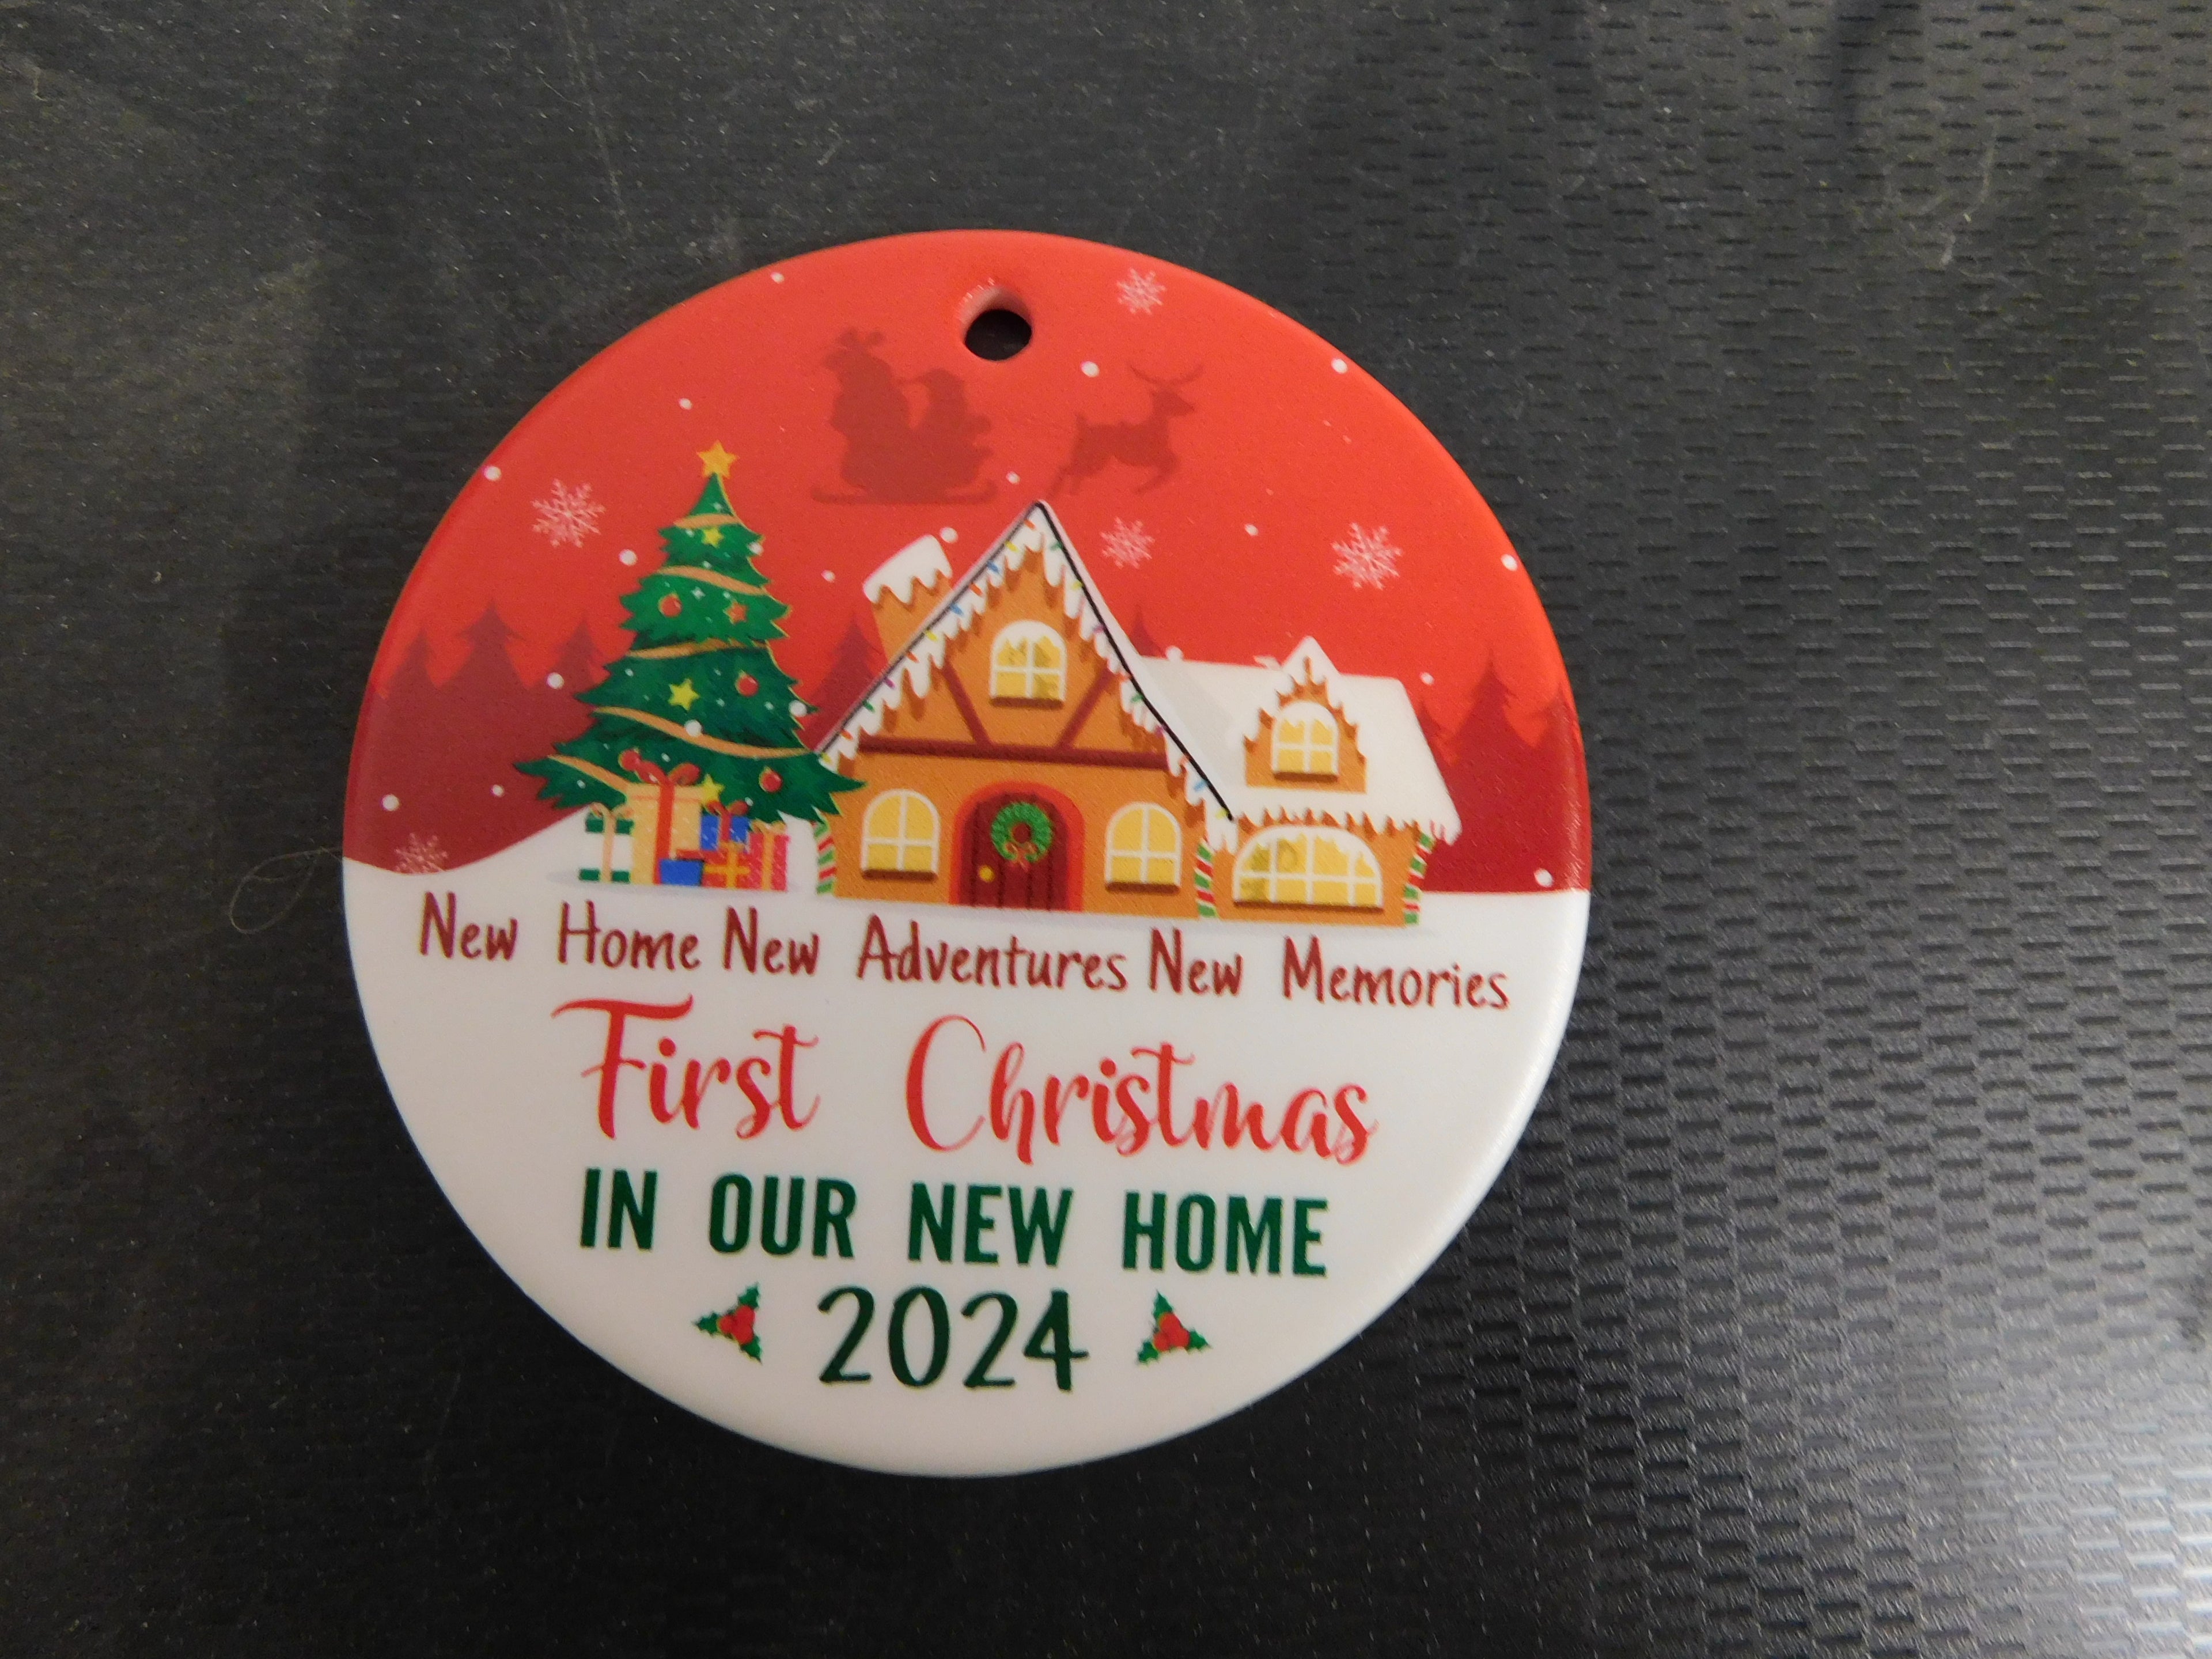 New Home New Adventures New Memories
First Christmas
IN OUR NEW HOME
2024